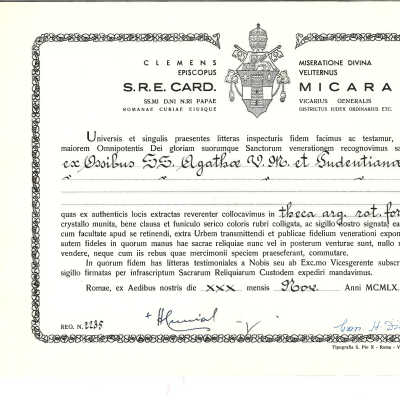 CLEMENS MISERATIONE DIVINA
EPISCOPUS VELITERNUS
S.R.E. CARD. MICARA
SS.MI D.NI N.RI PAPAE VICARIUS GENERALIS
ROMANAE CURIAE EIUSQUE DISTRICTUS IUDEX ORDINARIUS ETC.
Universis et singulis praesentes litteras inspecturis fidem facimus ac testamur,
maiorem Omnipotentis Dei gloriam suorumque Sanctorum venerationem recognovimus sa
ex Ossibus SS. Agathae V. M. et Pudentiana
quas ex authenticis locis extractas reverenter collocavimus in theca arg. rot. for
crystallo munita, bene clausa et funiculo serico coloris rubri colligata, ac sigillo nostro signata; ea
cum facultate apud se retinendi, extra Urbem transmittendi et publicae fidelium venerationi
autem fideles in quorum manus hae sacrae reliquiae nunc vel in posterum venturae sunt, nullo
vendere, neque cum iis rebus quae mercimonii speciem praeseferant, commutare.
In quorum fidem has litteras testimoniales a Nobis seu ab Exc.mo Vicesgerente subscr
sigillo firmatas per infrascriptum Sacrarum Reliquiarum Custodem expediri mandavimus.
Romae, ex Aedibus nostris die xxx mensis Nov. Anni MCMLX
REG. N. 2235
Tipografia S. Pio X - Roma - V